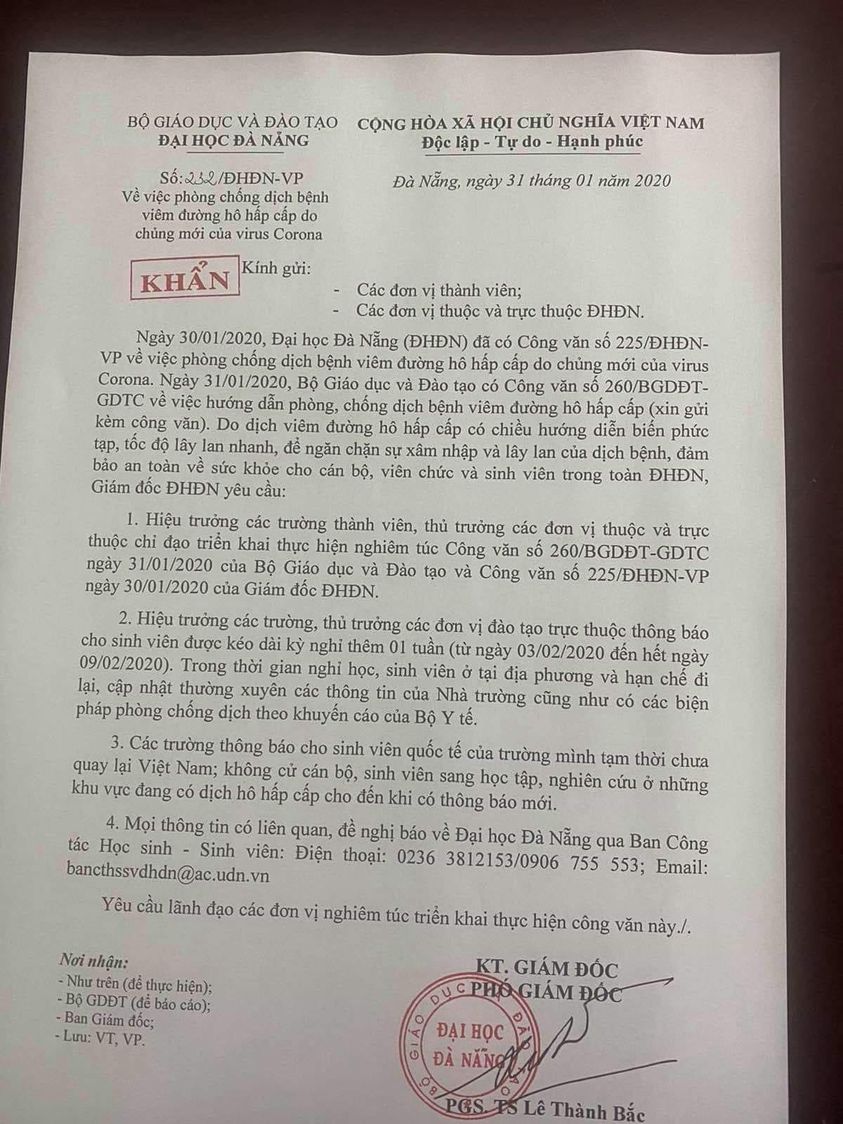 BỘ GIÁO DỤC VÀ ĐÀO TẠO
ĐẠI HỌC ĐÀ NẴNG
CỘNG HÒA XÃ HỘI CHỦ NGHĨA VIỆT NAM
Độc lập - Tự do - Hạnh phúc
Số:232/ĐHĐN-VP
Về việc phòng chống dịch bệnh
viêm đường hô hấp cấp do
chủng mới của virus Corona
Đà Nẵng, ngày 31 tháng 01 năm 2020
KHẨN
Kính gửi:
- Các đơn vị thành viên;
- Các đơn vị thuộc và trực thuộc ĐHĐN.
Ngày 30/01/2020, Đại học Đà Nẵng (ĐHĐN) đã có Công văn số 225/ĐHĐN-
VP về việc phòng chống dịch bệnh viêm đường hô hấp cấp do chủng mới của virus
Corona. Ngày 31/01/2020, Bộ Giáo dục và Đào tạo có Công văn số 260/BGDĐT-
GDTC về việc hướng dẫn phòng, chống dịch bệnh viêm đường hô hấp cấp (xin gửi
kèm công văn). Do dịch viêm đường hô hấp cấp có chiều hướng diễn biến phức
tạp, tốc độ lây lan nhanh, để ngăn chặn sự xâm nhập và lây lan của dịch bệnh, đảm
bảo an toàn về sức khỏe cho cán bộ, viên chức và sinh viên trong toàn ĐHĐN,
Giám đốc ĐHĐN yêu cầu:
1. Hiệu trưởng các trường thành viên, thủ trưởng các đơn vị thuộc và trực
thuộc chỉ đạo triển khai thực hiện nghiêm túc Công văn số 260/BGDĐT-GDTC
ngày 31/01/2020 của Bộ Giáo dục và Đào tạo và Công văn số 225/ĐHĐN-VP
ngày 30/01/2020 của Giám đốc ĐHĐN.
2. Hiệu trưởng các trường, thủ trưởng các đơn vị đào tạo trực thuộc thông báo
cho sinh viên được kéo dài kỳ nghỉ thêm 01 tuần (từ ngày 03/02/2020 đến hết ngày
09/02/2020). Trong thời gian nghỉ học, sinh viên ở tại địa phương và hạn chế đi
lại, cập nhật thường xuyên các thông tin của Nhà trường cũng như có các biện
pháp phòng chống dịch theo khuyến cáo của Bộ Y tế.
3. Các trường thông báo cho sinh viên quốc tế của trường mình tạm thời chưa
quay lại Việt Nam; không cử cán bộ, sinh viên sang học tập, nghiên cứu ở những
khu vực đang có dịch hô hấp cấp cho đến khi có thông báo mới.
4. Mọi thông tin có liên quan, đề nghị báo về Đại học Đà Nẵng qua Ban Công
tác Học sinh - Sinh viên: Điện thoại: 0236 3812153/0906 755 553; Email:
bancthssvdhdn@ac.udn.vn
Yêu cầu lãnh đạo các đơn vị nghiêm túc triển khai thực hiện công văn này./.
Nơi nhận:
- Như trên (để thực hiện);
- Bộ GDĐT (để báo cáo);
- Ban Giám đốc;
- Lưu: VT, VP.
KT. GIÁM ĐỐC
PHÓ GIÁM ĐỐC
BỘ GIÁO DỤC VÀ ĐÀO TẠO
ĐẠI HỌC
ĐÀ NẴNG
PGS. TS Lê Thành Bắc